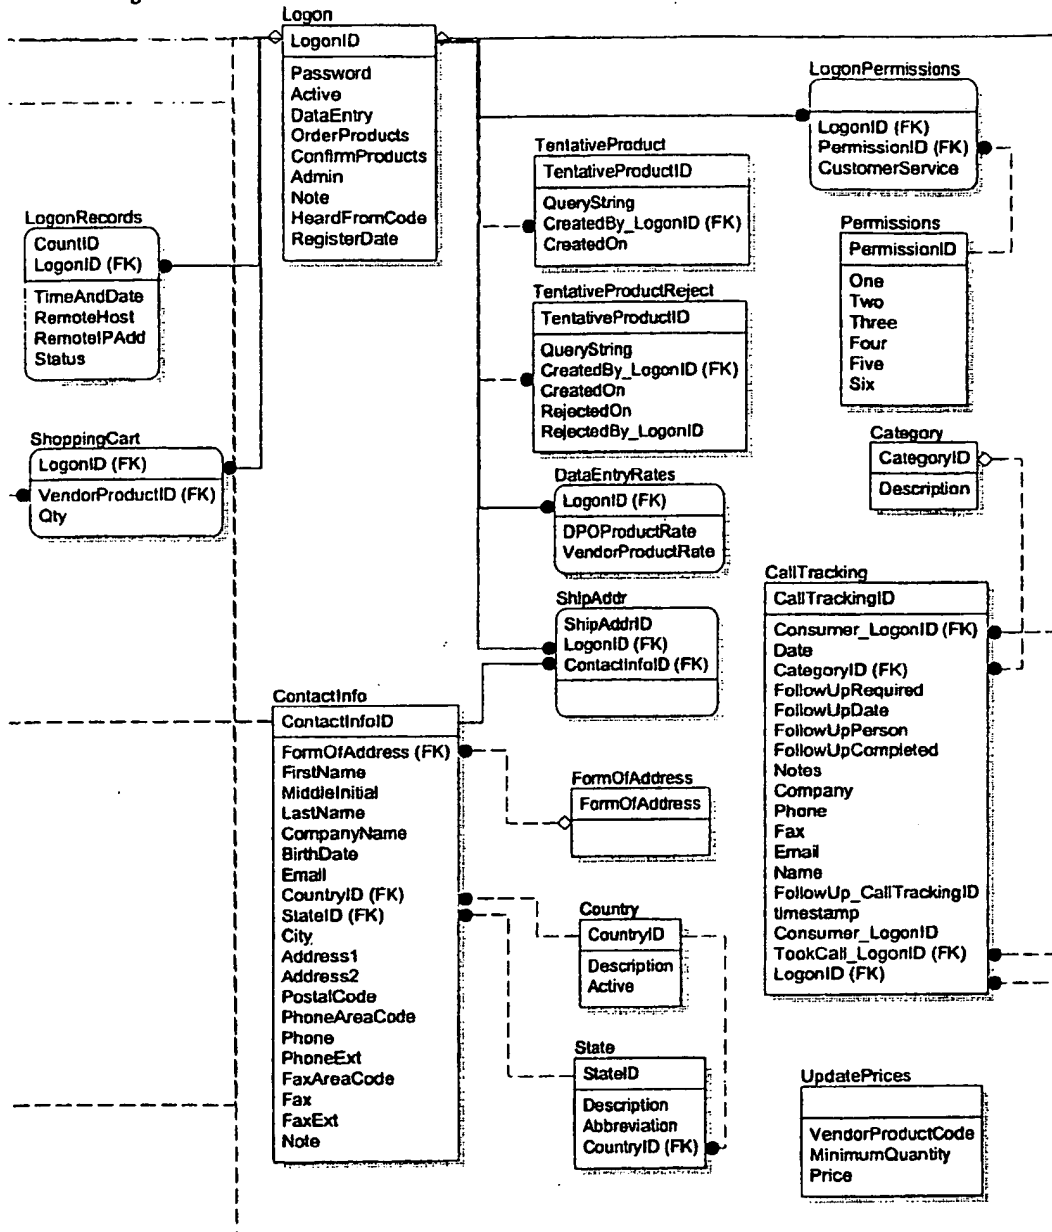 Logon
LogonID
Password
Active
DataEntry
OrderProducts
ConfirmProducts
Admin
Note
HeardFromCode
RegisterDate
LogonPermissions
LogonID (FK)
PermissionID (FK)
CustomerService
TentativeProduct
TentativeProductID
QueryString
CreatedBy_LogonID (FK)
CreatedOn
LogonRecords
CountID
LogonID (FK)
TimeAndDate
RemoteHost
RemoteIPAdd
Status
Permissions
PermissionID
One
Two
Three
Four
Five
Six
TentativeProductReject
TentativeProductID
QueryString
CreatedBy_LogonID (FK)
CreatedOn
RejectedOn
RejectedBy_LogonID
ShoppingCart
LogonID (FK)
VendorProductID (FK)
Qty
Category
CategoryID
Description
DataEntryRates
LogonID (FK)
DPOProductRate
VendorProductRate
ShipAddr
ShipAddrID
LogonID (FK)
ContactInfoID (FK)
CallTracking
CallTrackingID
Consumer_LogonID (FK)
Date
CategoryID (FK)
FollowUpRequired
FollowUpDate
FollowUpPerson
FollowUpCompleted
Notes
Company
Phone
Fax
Email
Name
FollowUp_CallTrackingID
timestamp
Consumer_LogonID
TookCall_LogonID (FK)
LogonID (FK)
ContactInfo
ContactInfoID
FormOfAddress (FK)
FirstName
MiddleInitial
LastName
CompanyName
BirthDate
Email
CountryID (FK)
StateID (FK)
City
Address1
Address2
PostalCode
PhoneAreaCode
Phone
PhoneExt
FaxAreaCode
Fax
FaxExt
Note
FormOfAddress
FormOfAddress
Country
CountryID
Description
Active
State
StateID
Description
Abbreviation
CountryID (FK)
UpdatePrices
VendorProductCode
MinimumQuantity
Price